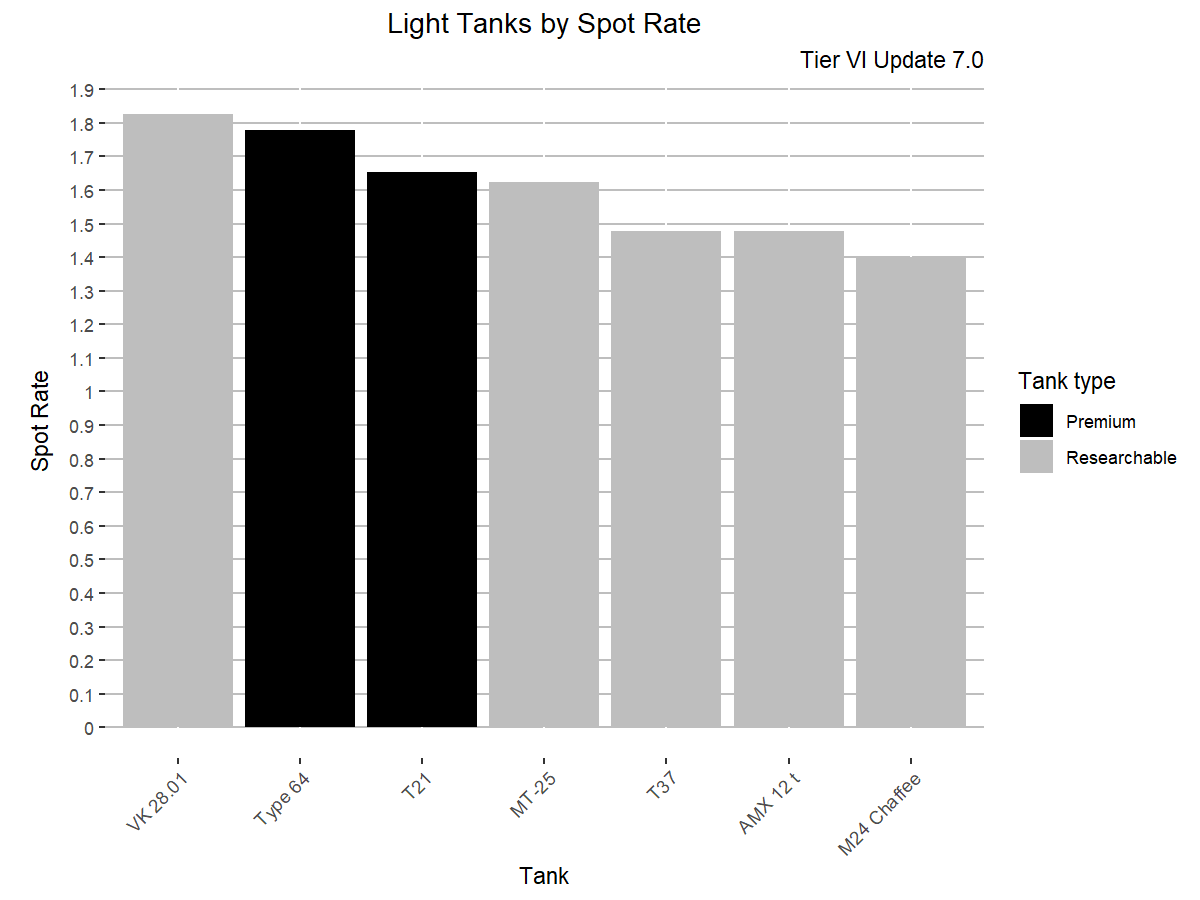 Light Tanks by Spot Rate
Tier VI Update 7.0
1.9
1.8
1.7
1.6
1.5
1.4
1.3
1.2
1.1
1
0.9
0.8
0.7
0.6
0.5
0.4
0.3
0.2
0.1
0
Spot Rate
VK 28.01
Type 64
T21
MT-25
T37
AMX 12 t
M24 Chaffee
Tank
Tank type
Premium
Researchable